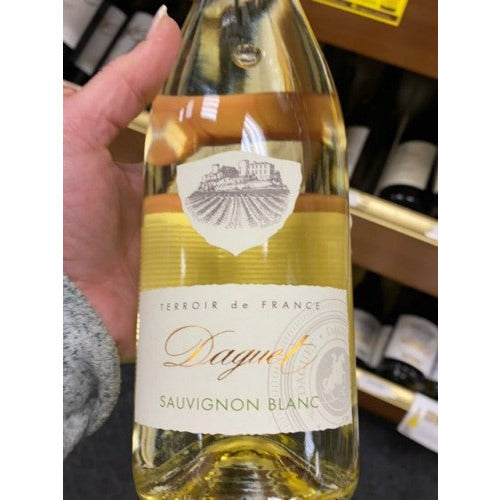 TERROIR de FRANCE
Daguet
SAUVIGNON BLANC